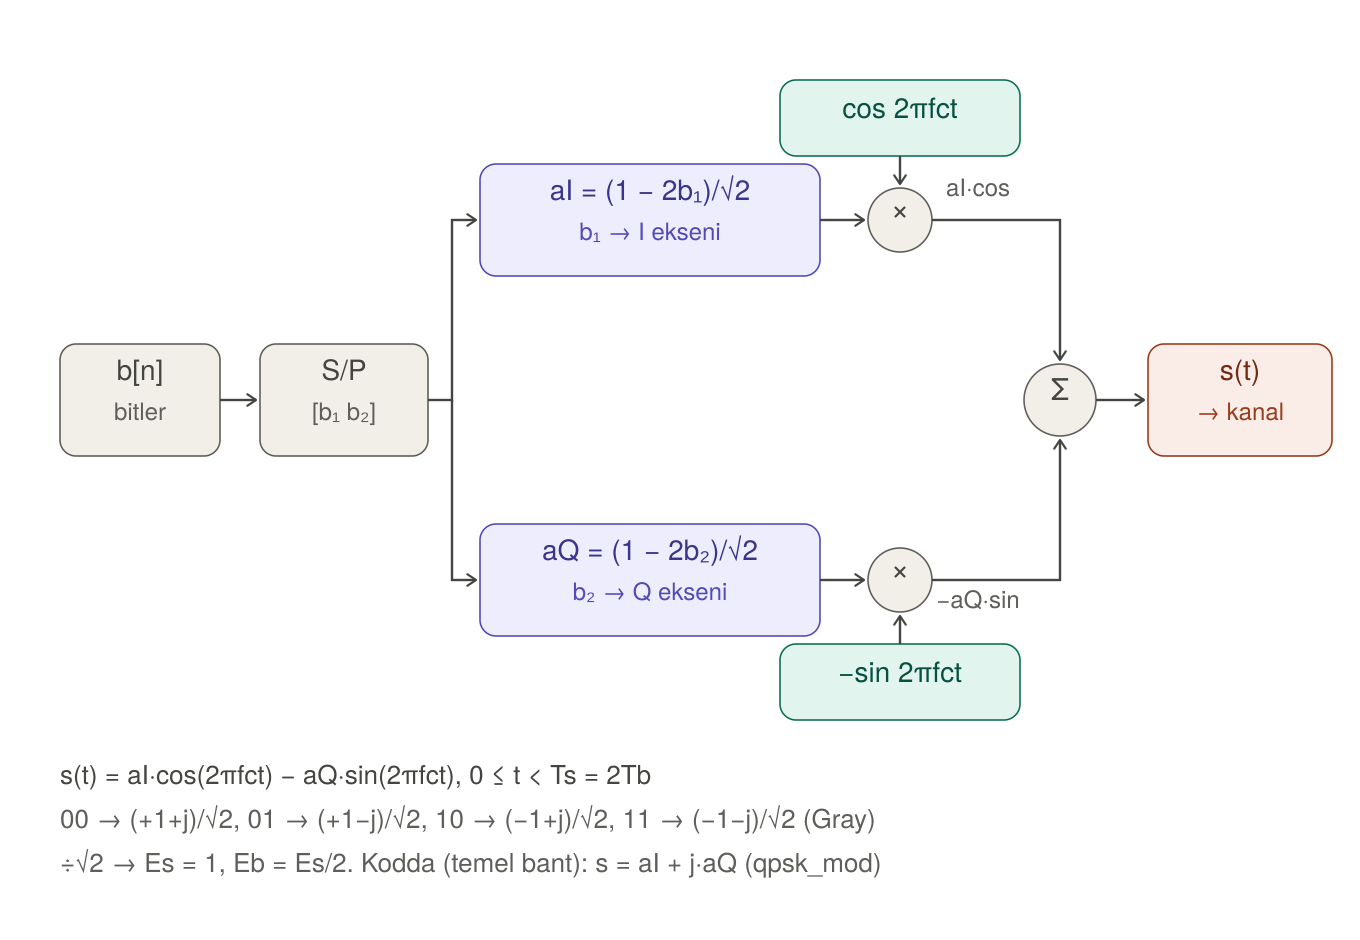 cos 2πfct
aI = (1 − 2b₁)/√2
b₁ → I ekseni
×
aI·cos
b[n]
bitler
S/P
[b₁ b₂]
Σ
s(t)
→ kanal
aQ = (1 − 2b₂)/√2
b₂ → Q ekseni
×
−aQ·sin
−sin 2πfct
s(t) = aI·cos(2πfct) − aQ·sin(2πfct), 0 ≤ t < Ts = 2Tb
00 → (+1+j)/√2, 01 → (+1−j)/√2, 10 → (−1+j)/√2, 11 → (−1−j)/√2 (Gray)
÷√2 → Es = 1, Eb = Es/2. Kodda (temel bant): s = aI + j·aQ (qpsk_mod)